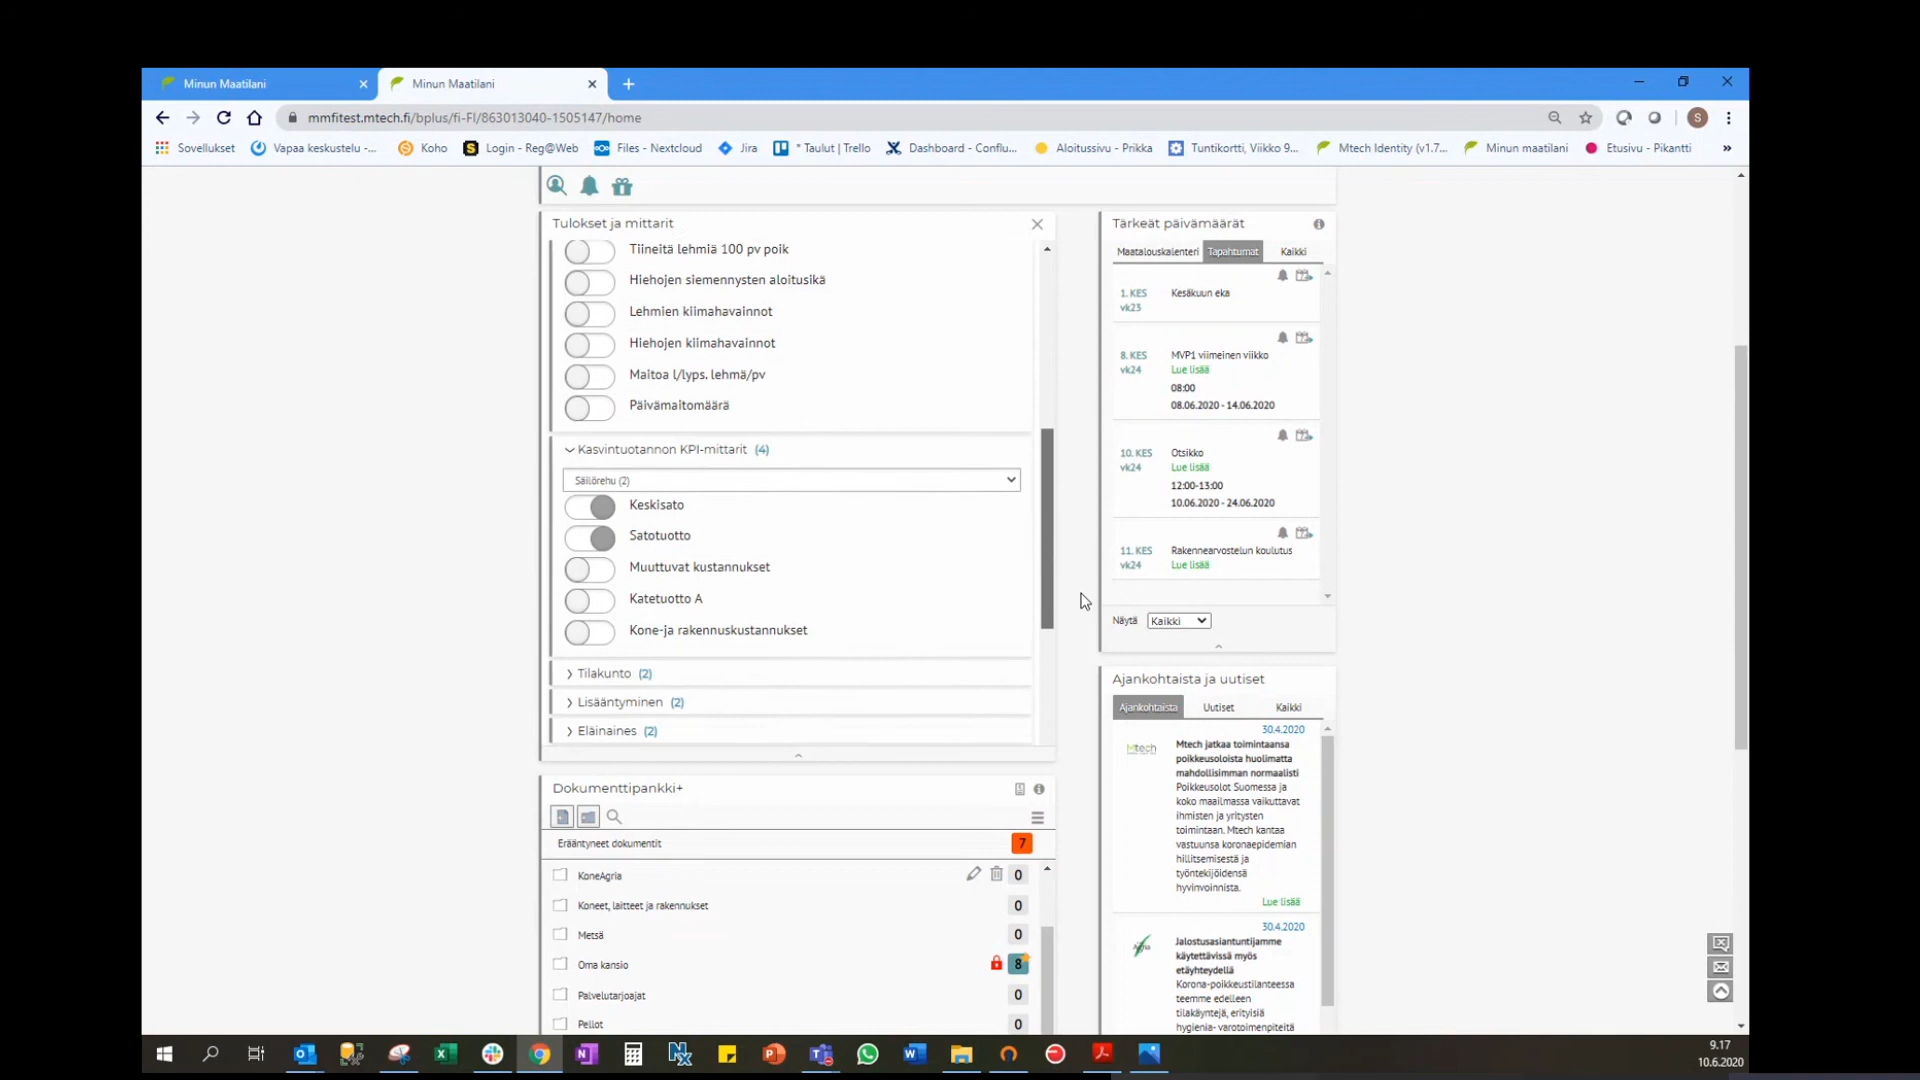 Minun Maatilani
Minun Maatilani
mmfitest.mtech.fi/bplus/fi-FI/863013040-1505147/home
Sovellukset
Vapaa keskustelu -...
Koho
Login - Reg@Web
Files - Nextcloud
Jira
* Taulut | Trello
Dashboard - Conflu...
Aloitussivu - Prikka
Tuntikortti, Viikko 9...
Mtech Identity (v1.7...
Minun maatilani
Etusivu - Pikantti
»
S
Tulokset ja mittarit
Tiineitä lehmiä 100 pv poik
Hiehojen siemennysten aloitusikä
Lehmien kiimahavainnot
Hiehojen kiimahavainnot
Maitoa l/lyps. lehmä/pv
Päivämaitomäärä
Kasvintuotannon KPI-mittarit (4)
Säilörehu (2)
Keskisato
Satotuotto
Muuttuvat kustannukset
Katetuotto A
Kone-ja rakennuskustannukset
Tilakunto (2)
Lisääntyminen (2)
Eläinaines (2)
Dokumenttipankki+
Erääntyneet dokumentit 7
KoneAgria 0
Koneet, laitteet ja rakennukset 0
Metsä 0
Oma kansio 8
Palvelutarjoajat 0
Pellot 0
Tärkeät päivämäärät
Maatalouskalenteri Tapahtumat Kaikki
1. KES Kesäkuun eka
vk23
8. KES MVP1 viimeinen viikko
vk24 Lue lisää
08:00
08.06.2020 - 14.06.2020
10. KES Otsikko
vk24 Lue lisää
12:00-13:00
10.06.2020 - 24.06.2020
11. KES Rakennearvostelun koulutus
vk24 Lue lisää
Näytä Kaikki
Ajankohtaista ja uutiset
Ajankohtaista Uutiset Kaikki
30.4.2020
Mtech
Mtech jatkaa toimintaansa
poikkeusoloista huolimatta
mahdollisimman normaalisti
Poikkeusolot Suomessa ja
koko maailmassa vaikuttavat
ihmisten ja yritysten
toimintaan. Mtech kantaa
vastuunsa koronaepidemian
hillitsemisestä ja
työntekijöidensä
hyvinvoinnista.
Lue lisää
30.4.2020
Jalostusasiantuntijamme
käytettävissä myös
etäyhteydellä
Korona-poikkeustilanteessa
teemme edelleen
tilakäyntejä, erityisiä
hygienia- varotoimenpiteitä
9.17
10.6.2020